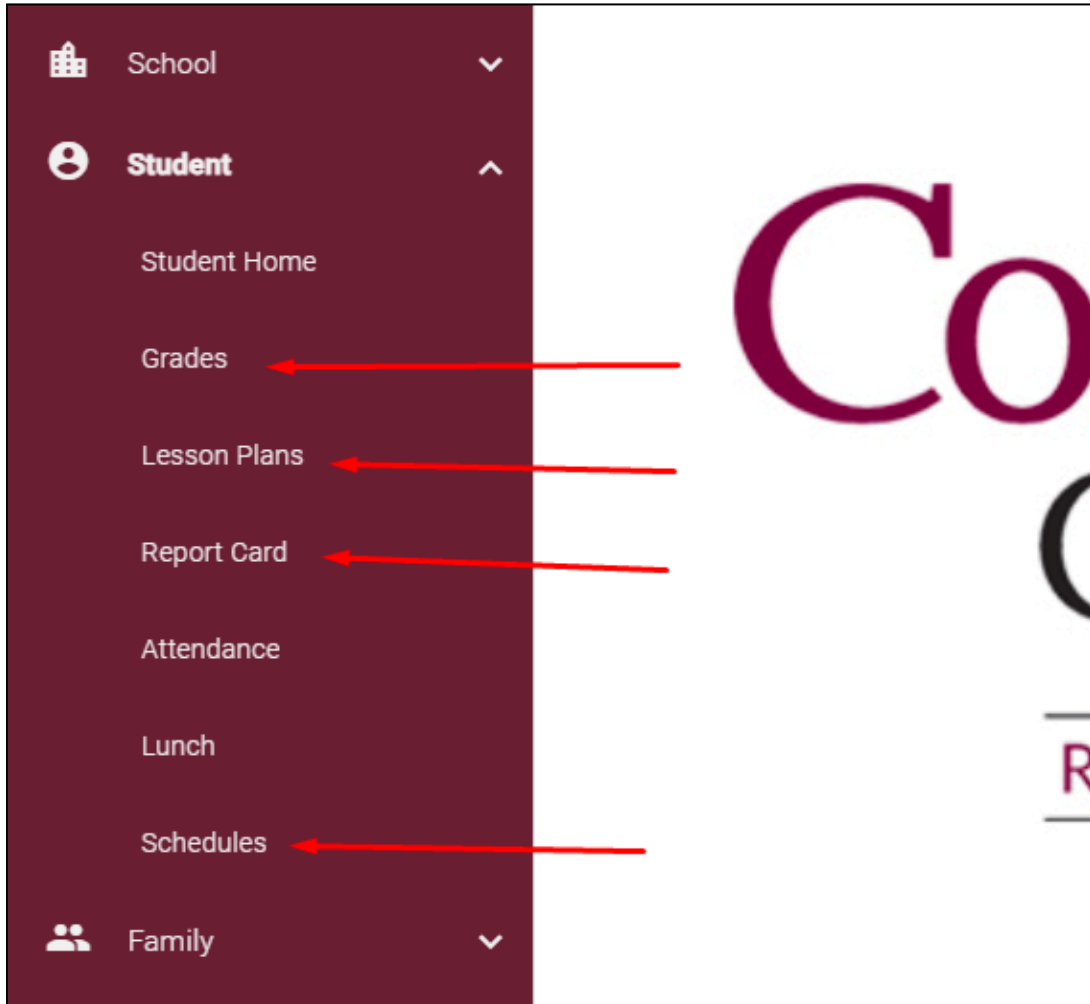 School
Student
Student Home
Grades
Lesson Plans
Report Card
Attendance
Lunch
Schedules
Family